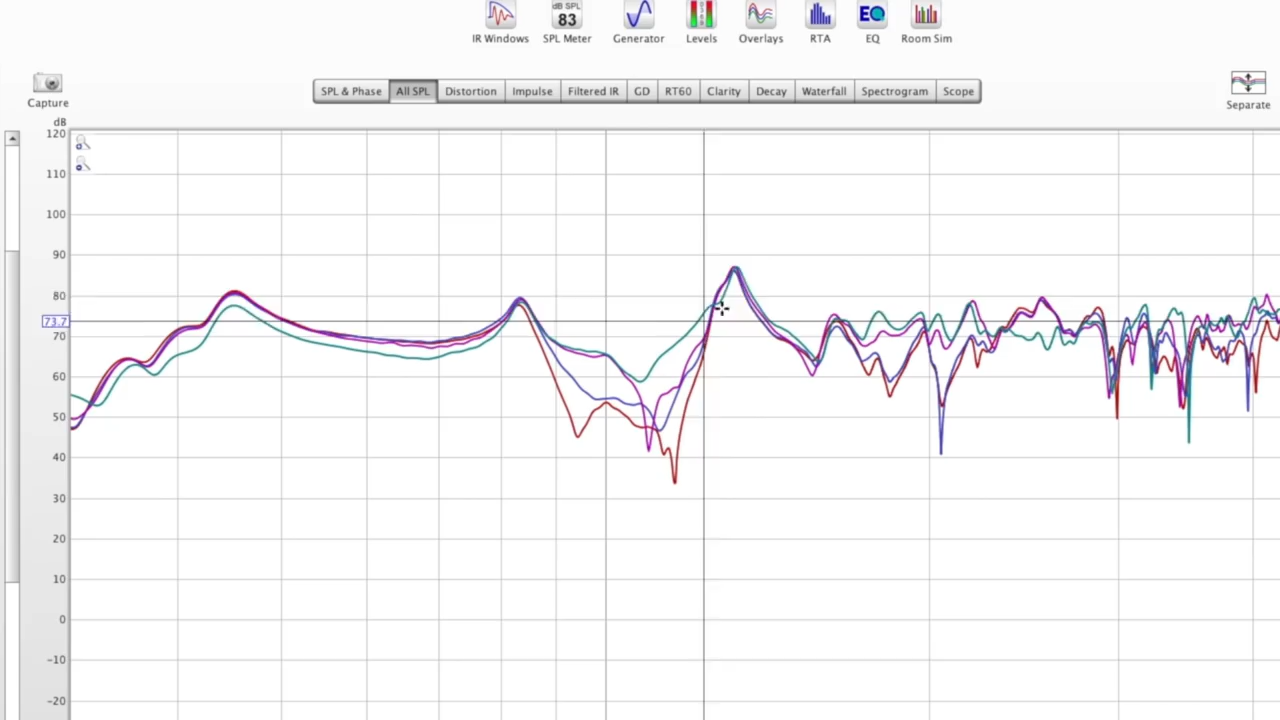 dB SPL
83
IR Windows SPL Meter Generator Levels Overlays RTA EQ Room Sim
Capture
SPL & Phase All SPL Distortion Impulse Filtered IR GD RT60 Clarity Decay Waterfall Spectrogram Scope
Separate
dB
120
110
100
90
80
73.7
70
60
50
40
30
20
10
0
-10
-20